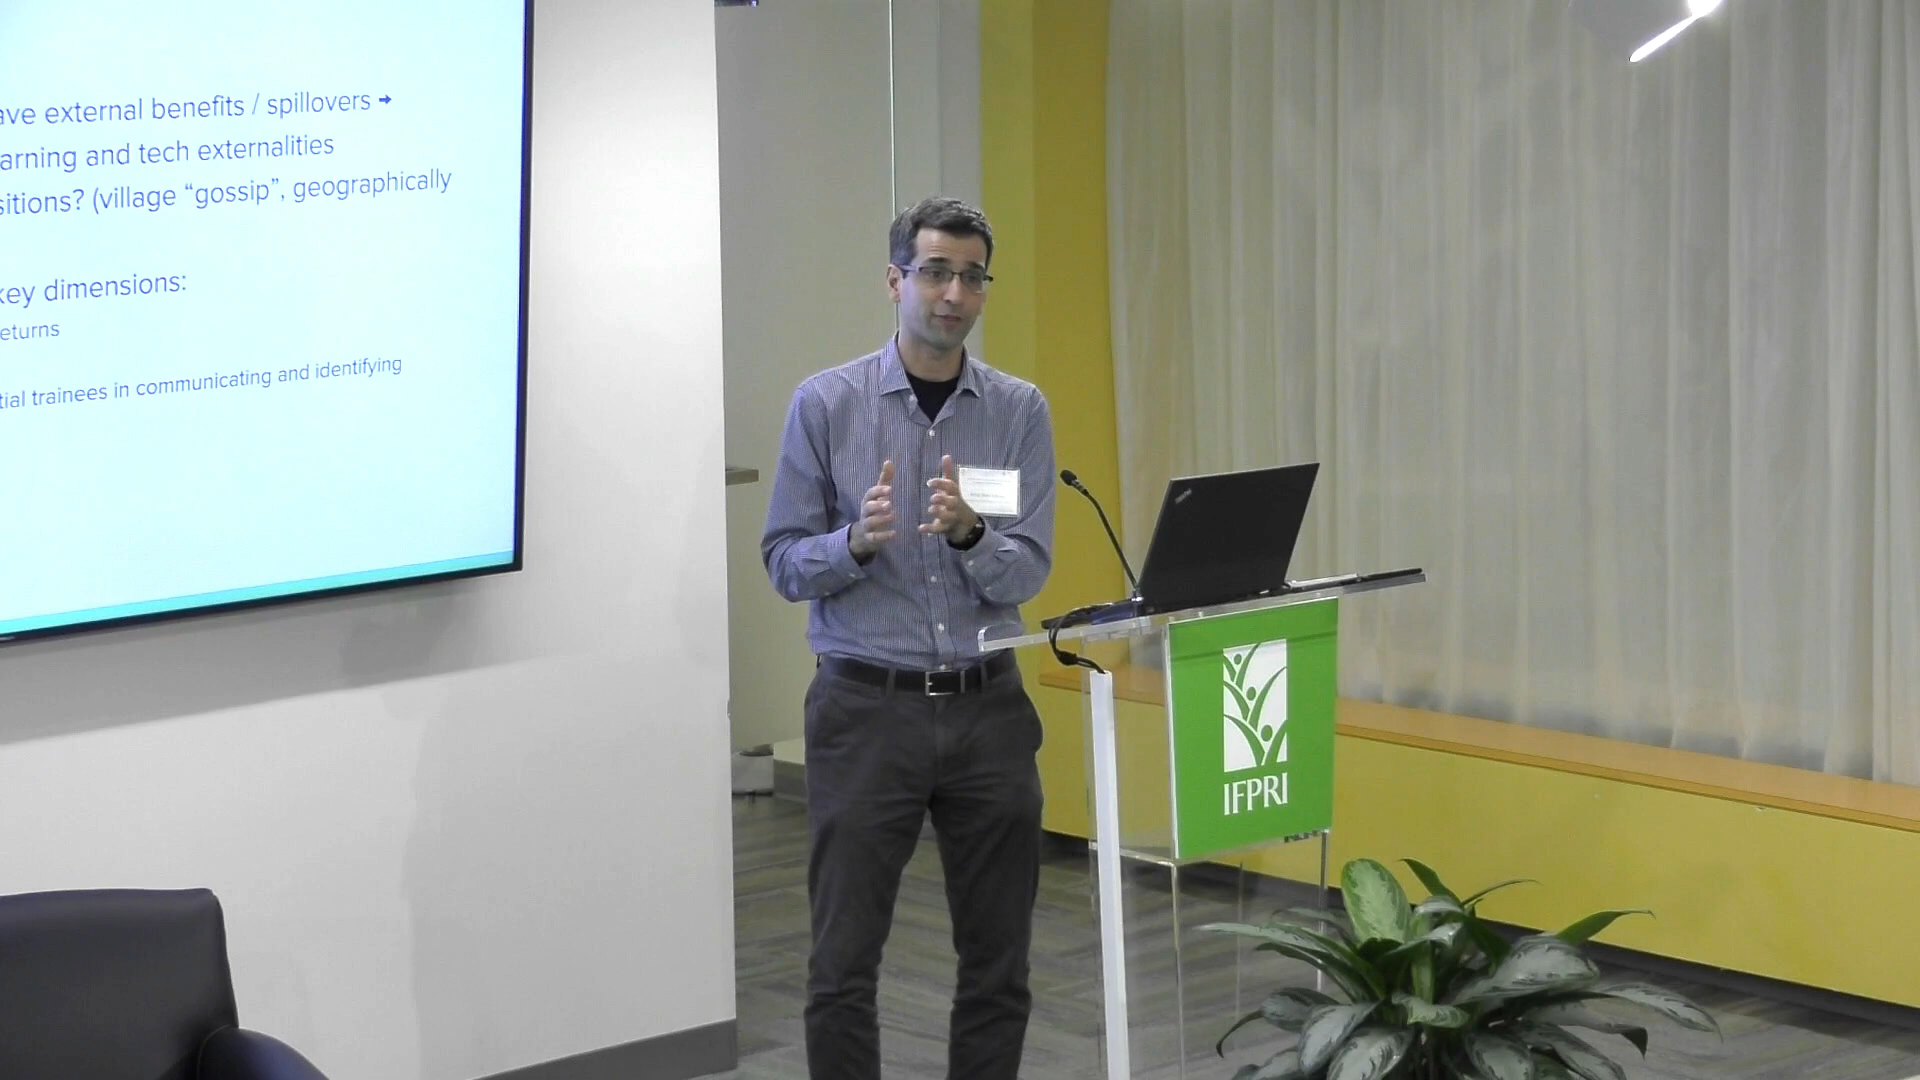 ave external benefits / spillovers →
arning and tech externalities
sitions? (village “gossip”, geographically
key dimensions:
eturns
tial trainees in communicating and identifying
ThinkPad
IFPRI